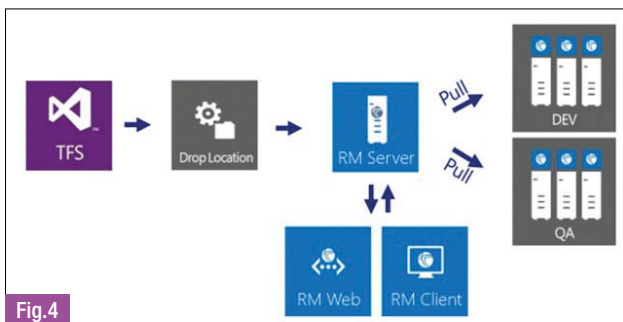 TFS
Drop Location
RM Server
Pull
DEV
Pull
QA
RM Web
RM Client
Fig.4